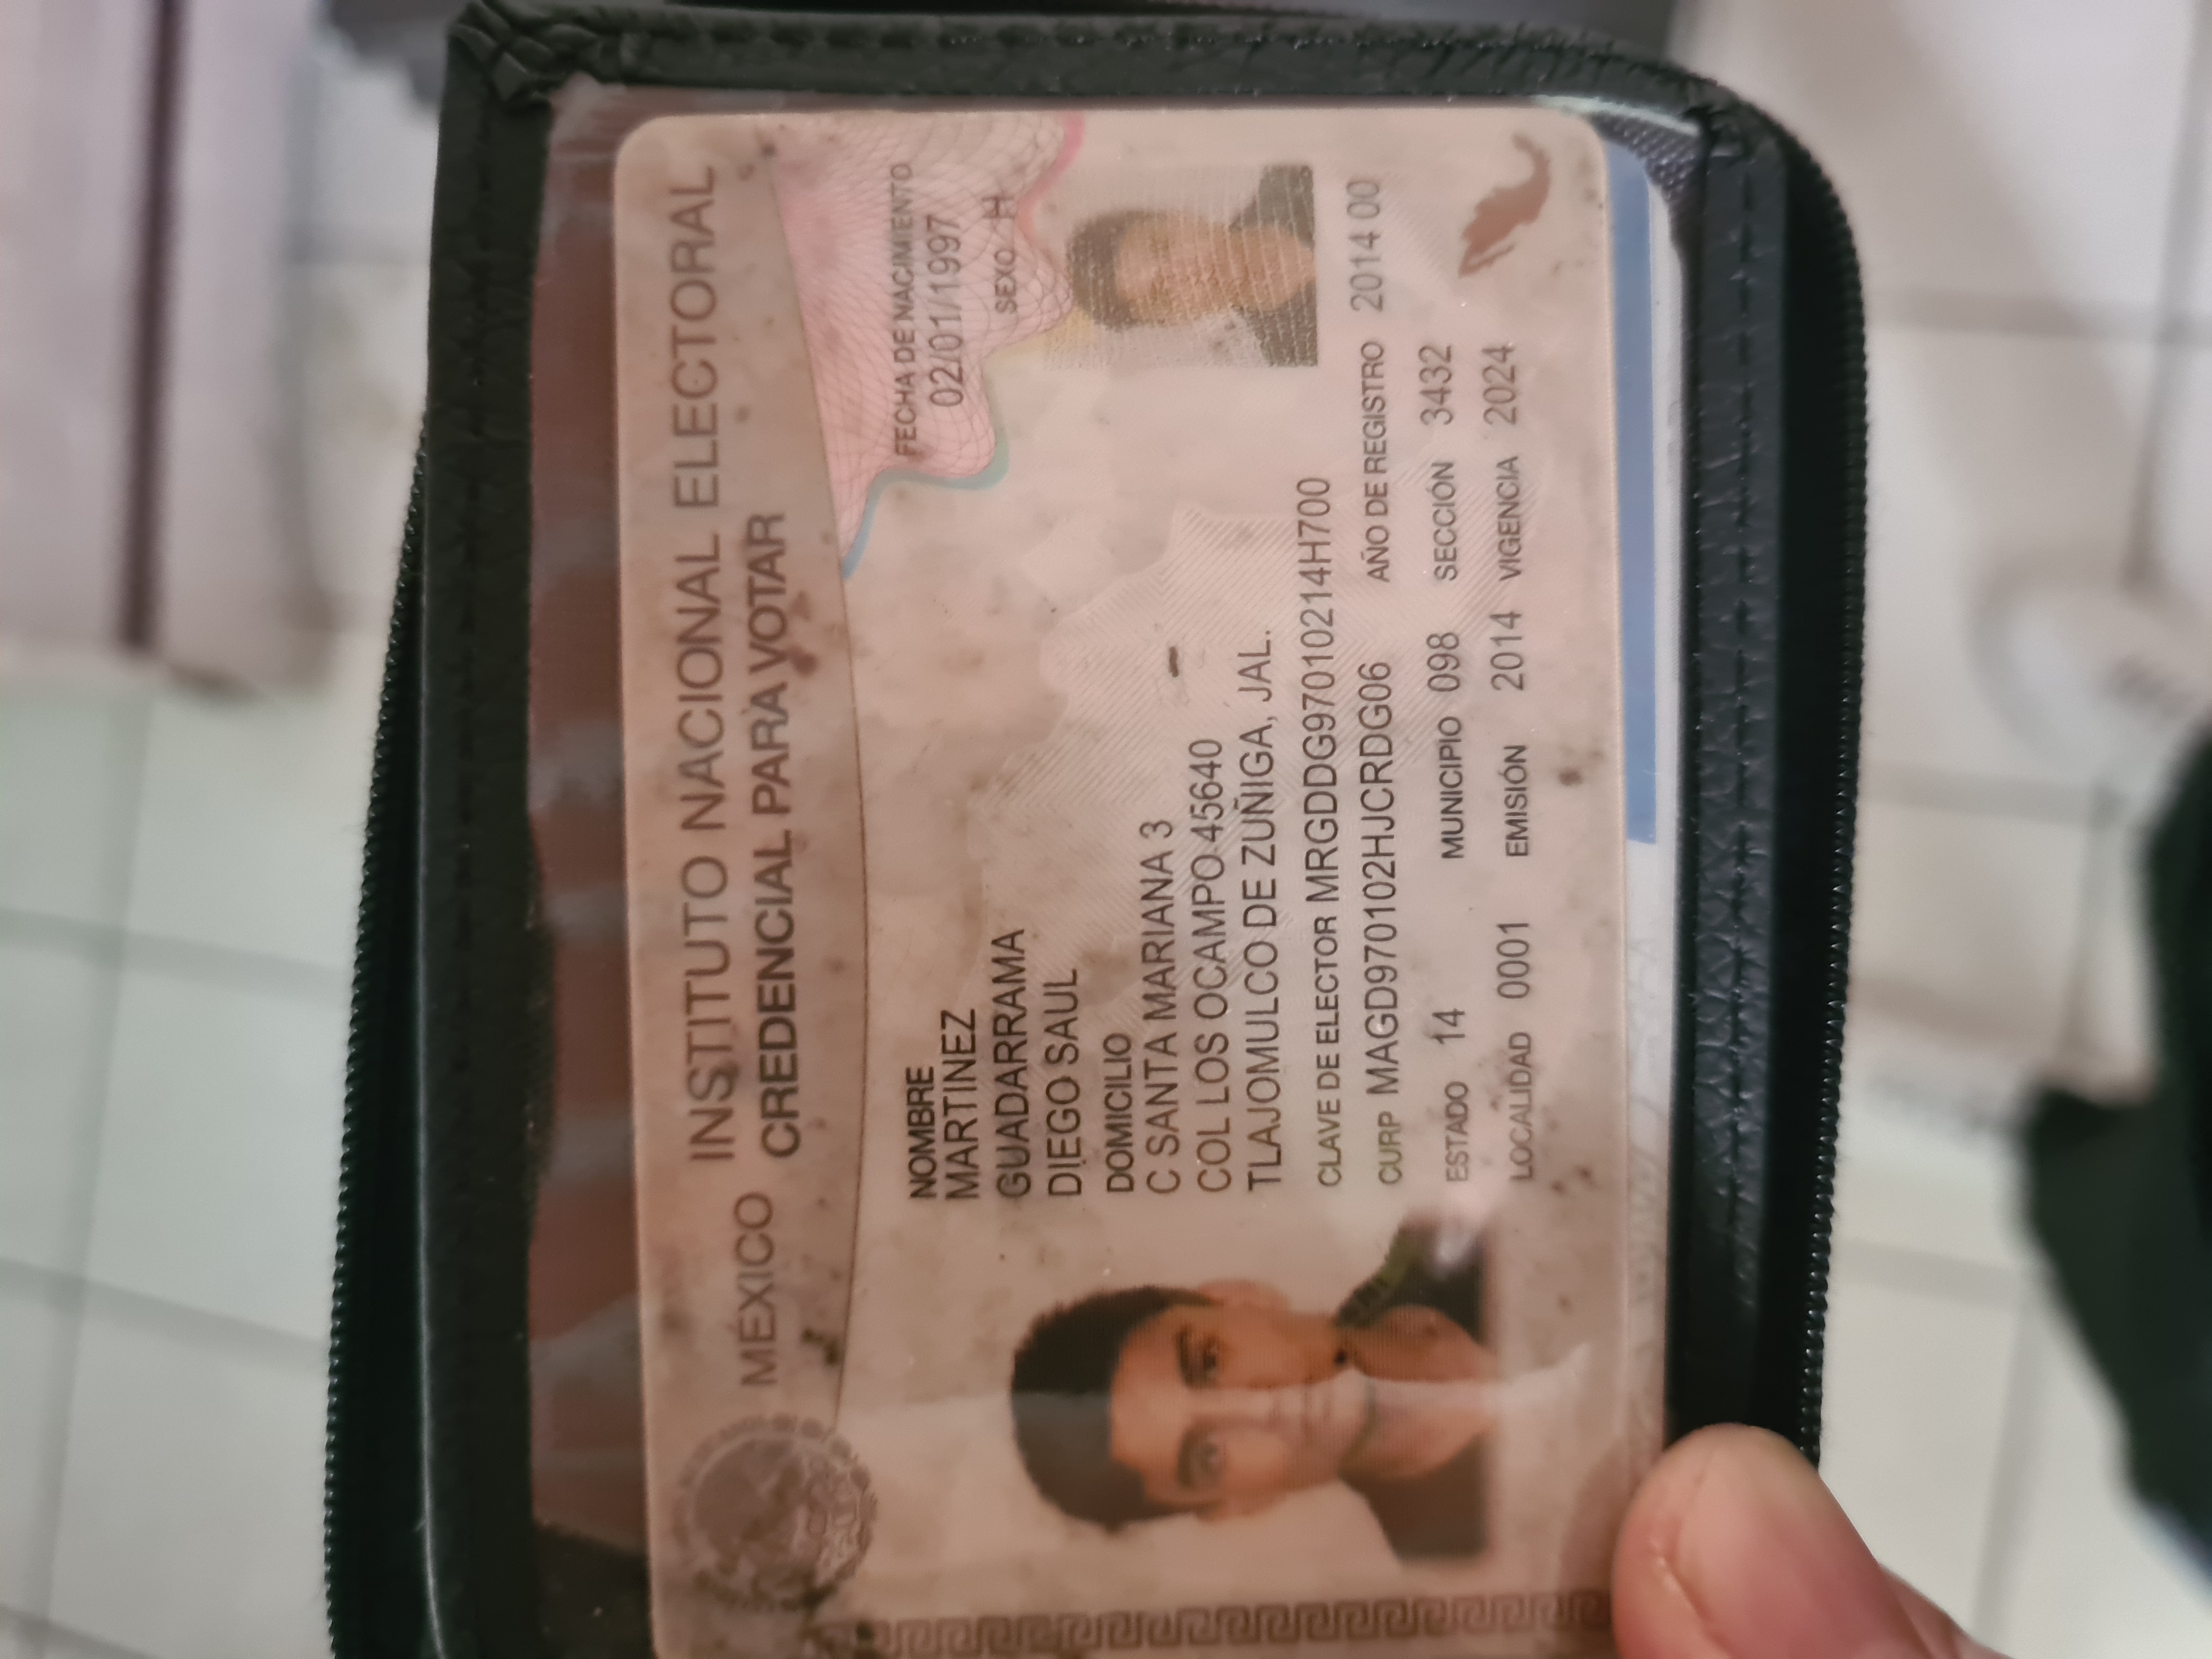 MÉXICO
INSTITUTO NACIONAL ELECTORAL
CREDENCIAL PARA VOTAR
NOMBRE
MARTINEZ
GUADARRAMA
DIEGO SAUL
FECHA DE NACIMIENTO
02/01/1997
SEXO H
DOMICILIO
C SANTA MARIANA 3
COL LOS OCAMPO 45640
TLAJOMULCO DE ZUÑIGA, JAL.
CLAVE DE ELECTOR MRGDDG97010214H700
CURP MAGD970102HJCRDG06 AÑO DE REGISTRO 2014 00
ESTADO 14 MUNICIPIO 098 SECCIÓN 3432
LOCALIDAD 0001 EMISIÓN 2014 VIGENCIA 2024